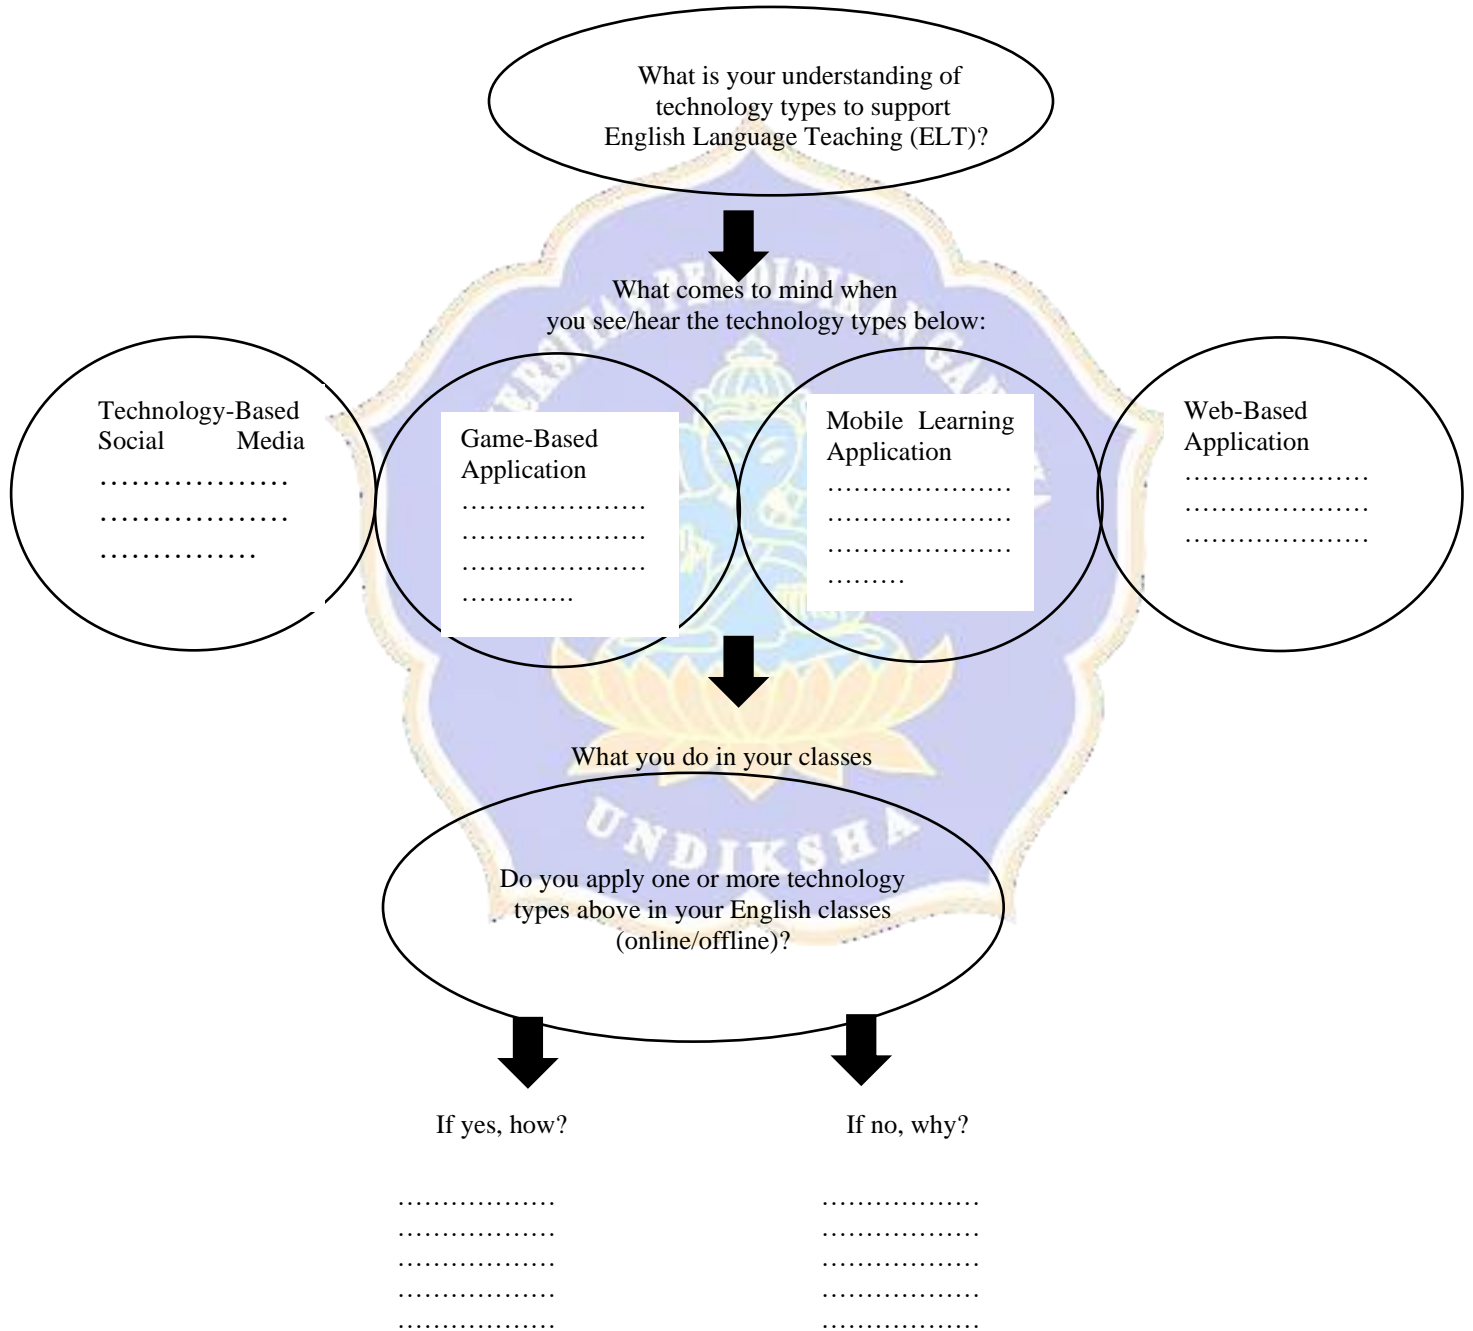 What is your understanding of
technology types to support
English Language Teaching (ELT)?
What comes to mind when
you see/hear the technology types below:
Technology-Based
Social Media
………………
………………
……………
Game-Based
Application
…………………
…………………
…………………
………….
Mobile Learning
Application
…………………
…………………
…………………
………
Web-Based
Application
…………………
…………………
…………………
What you do in your classes
Do you apply one or more technology
types above in your English classes
(online/offline)?
If yes, how?
………………
………………
………………
………………
………………
If no, why?
………………
………………
………………
………………
………………
UNDIKSHA